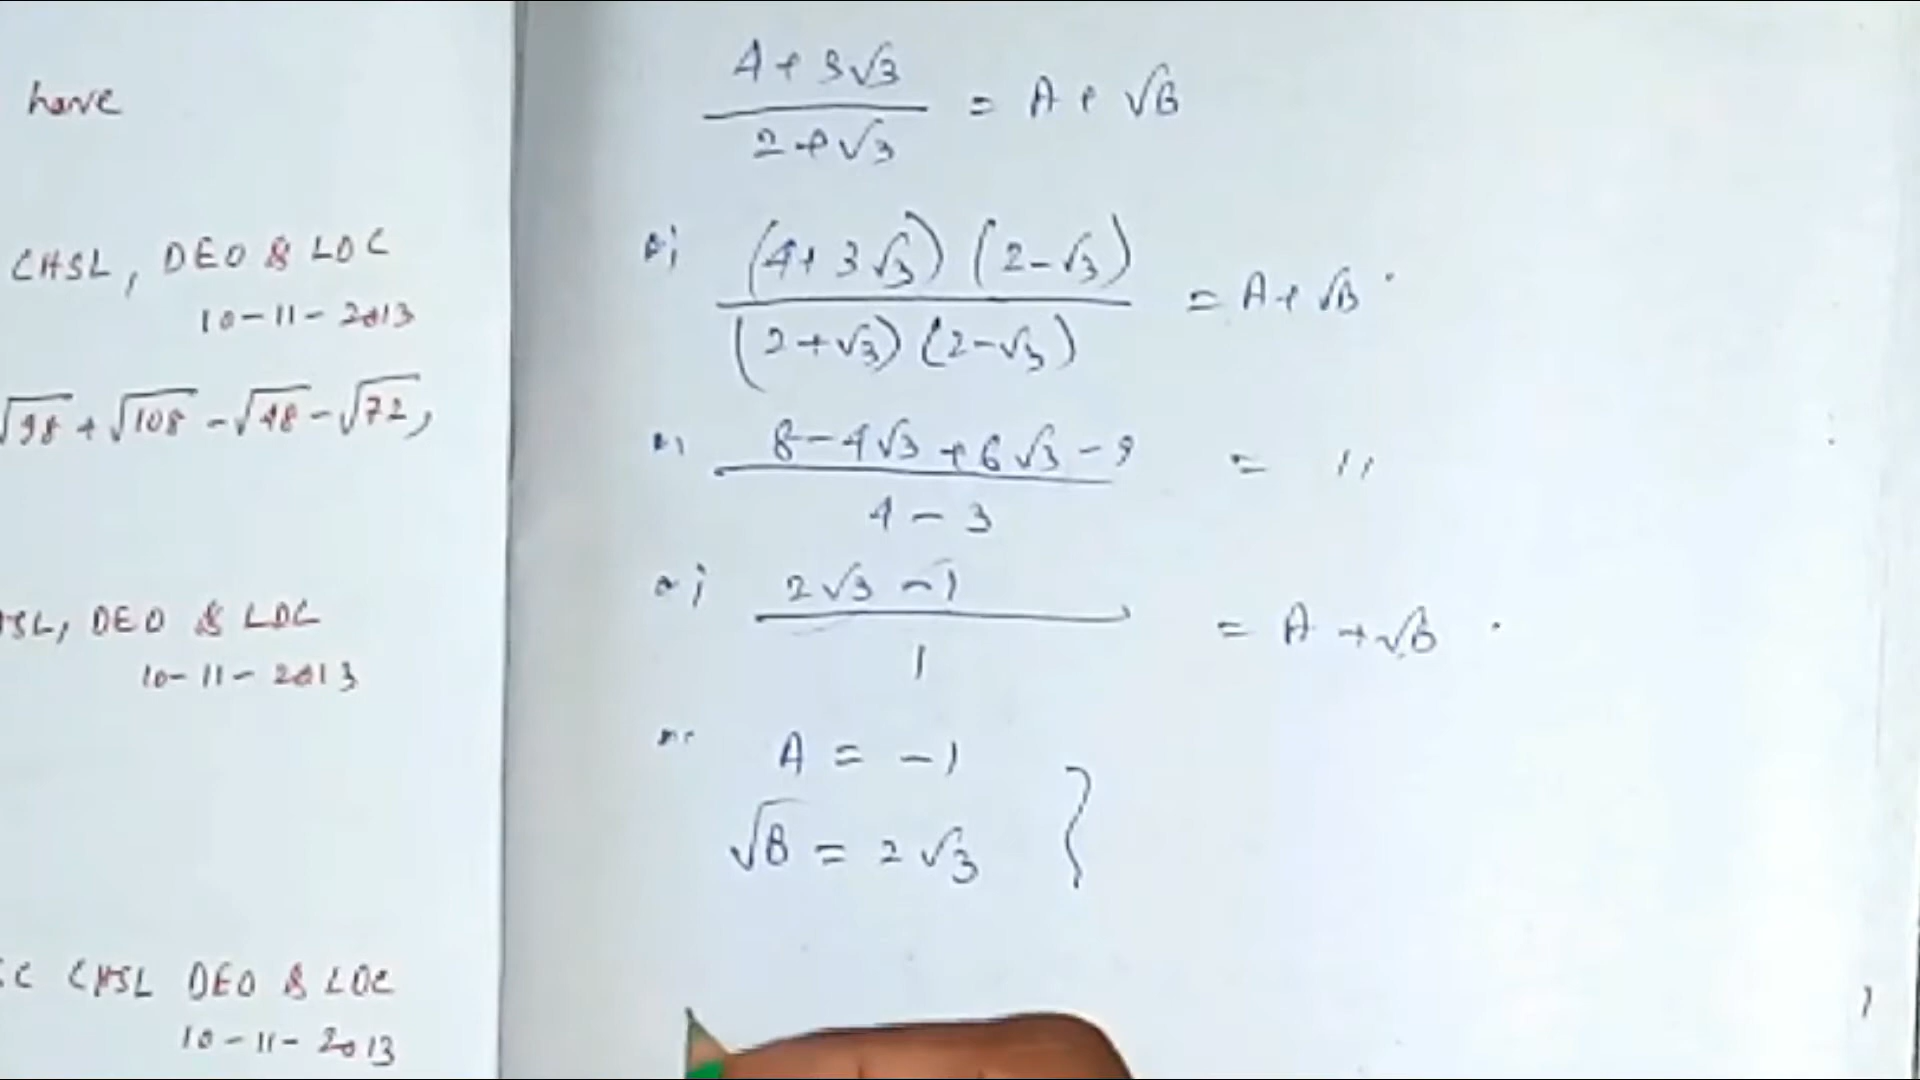 have
CHSL, DEO & LDC
10-11-2013
√98 + √108 - √48 - √72,
DEO & LDC
10-11-2013
CHSL DEO & LDC
10-11-2013
4+3√3 / 2+√3 = A + √B
(4+3√3) (2-√3) / (2+√3) (2-√3) = A + √B
8-4√3+6√3-9 / 4-3 = 11
2√3 -1 / 1 = A + √B
A = -1
√B = 2√3 }